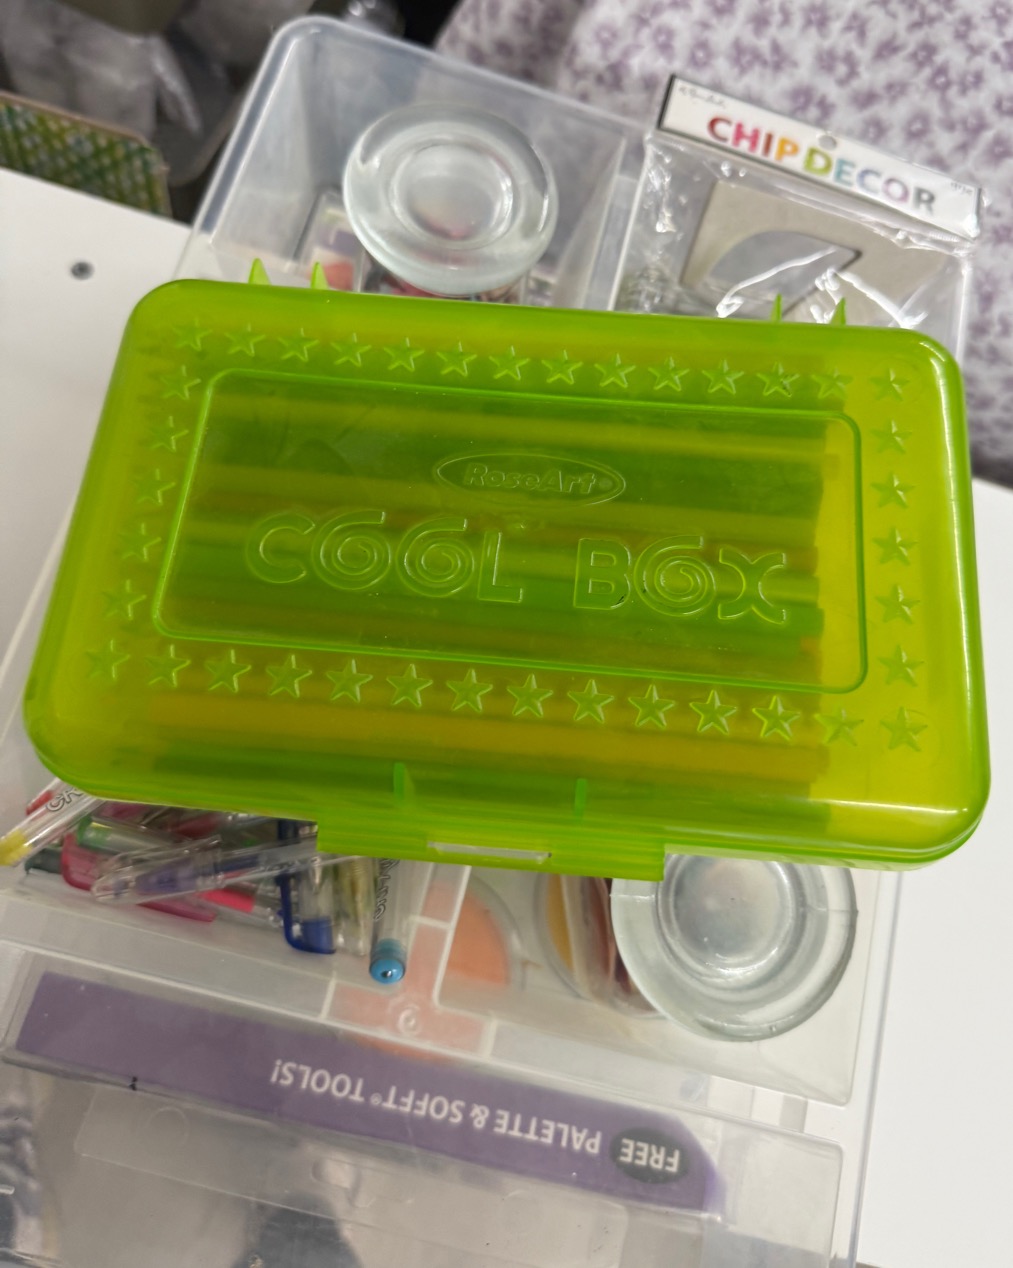 CHIP DECOR
RoseArt®
COOL BOX
FREE PALETTE & SOFFT® TOOLS!